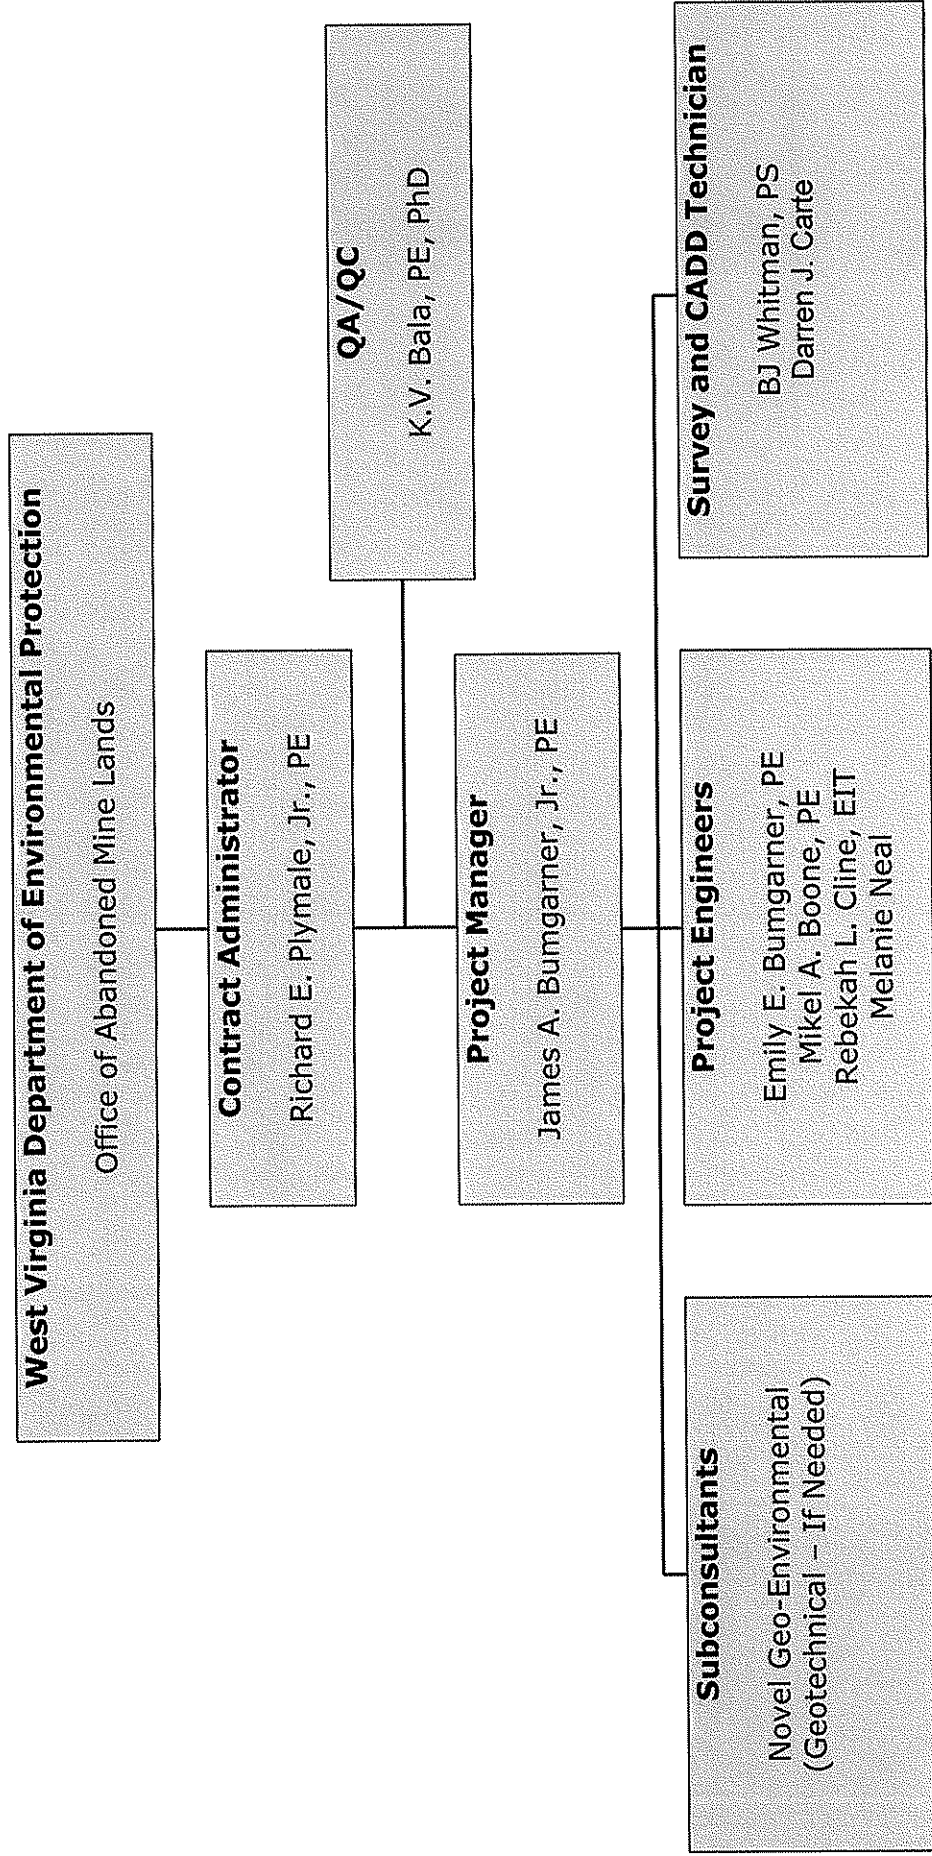 West Virginia Department of Environmental Protection
Office of Abandoned Mine Lands
Contract Administrator
Richard E. Plymale, Jr., PE
QA/QC
K.V. Bala, PE, PhD
Project Manager
James A. Bumgarner, Jr., PE
Subconsultants
Novel Geo-Environmental
(Geotechnical – If Needed)
Project Engineers
Emily E. Bumgarner, PE
Mikel A. Boone, PE
Rebekah L. Cline, EIT
Melanie Neal
Survey and CADD Technician
BJ Whitman, PS
Darren J. Carte